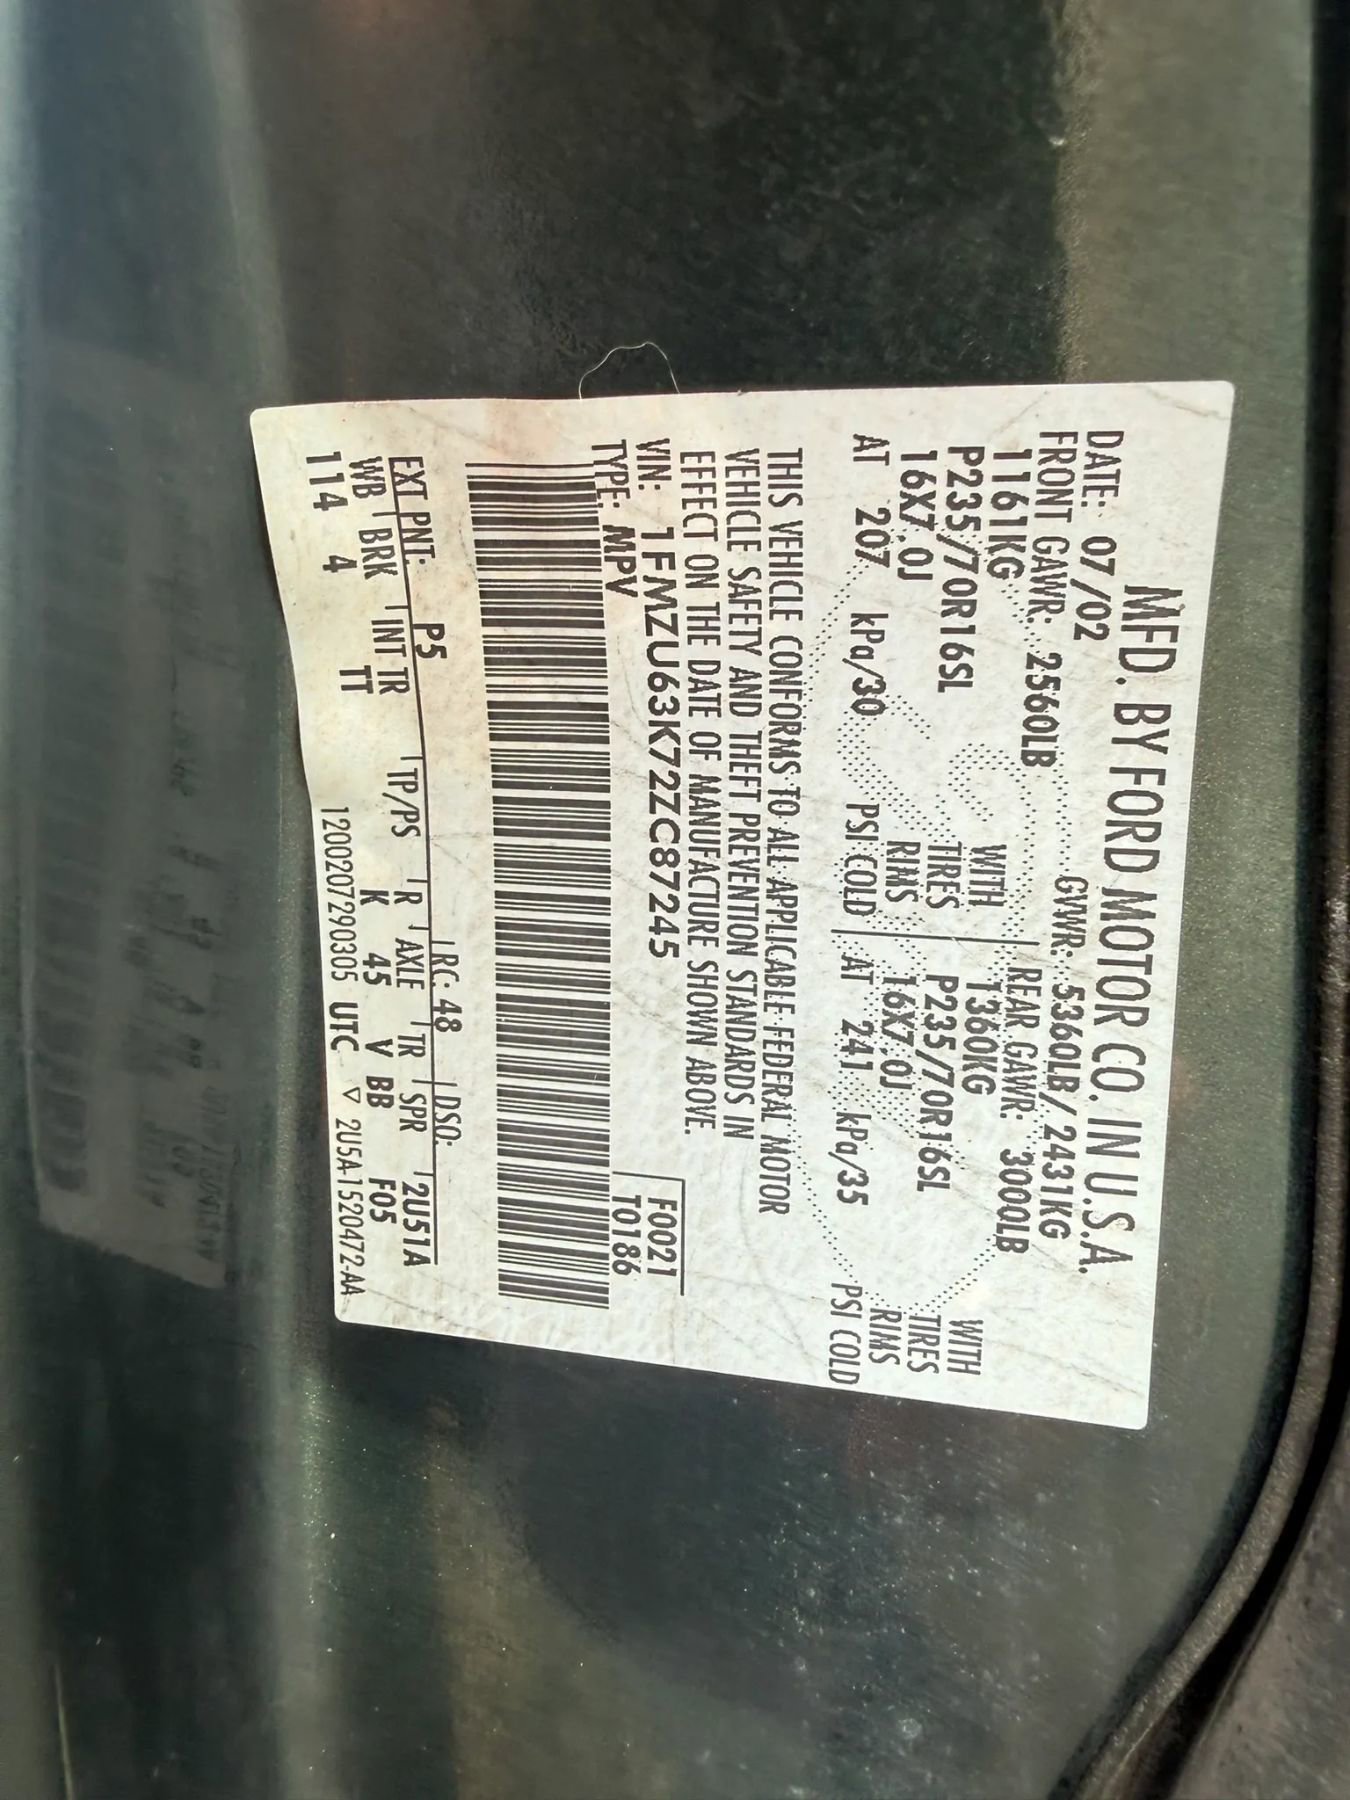 MFD. BY FORD MOTOR CO. IN U.S.A.
DATE: 07/02 GVWR: 5360LB/2431KG
FRONT GAWR: 2560LB REAR GAWR: 3000LB
1161KG WITH 1360KG WITH
P235/70R16SL TIRES P235/70R16SL TIRES
16X7.0J RIMS 16X7.0J RIMS
AT 207 kPa/30 PSI COLD AT 241 kPa/35 PSI COLD
THIS VEHICLE CONFORMS TO ALL APPLICABLE FEDERAL MOTOR
VEHICLE SAFETY AND THEFT PREVENTION STANDARDS IN
EFFECT ON THE DATE OF MANUFACTURE SHOWN ABOVE.
VIN: 1FMZU63K72ZC87245 F0021
TYPE: MPV T0186
EXT PNT: P5 RC: 48 DSO: 2U51A
WB BRK INT TR TP/PS R AXLE TR SPR
114 4 TT K 45 V BB F05
1200207290305 UTC ▽ 2U5A-1520472-AA